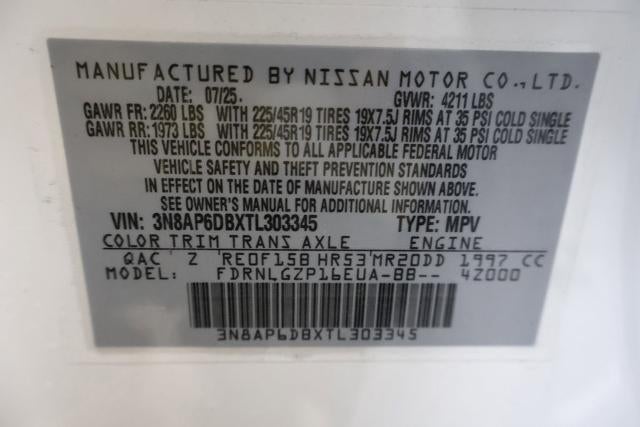 MANUFACTURED BY NISSAN MOTOR CO., LTD.
DATE: 07/25. GVWR: 4211 LBS
GAWR FR: 2260 LBS WITH 225/45R19 TIRES 19X7.5J RIMS AT 35 PSI COLD SINGLE
GAWR RR: 1973 LBS WITH 225/45R19 TIRES 19X7.5J RIMS AT 35 PSI COLD SINGLE
THIS VEHICLE CONFORMS TO ALL APPLICABLE FEDERAL MOTOR
VEHICLE SAFETY AND THEFT PREVENTION STANDARDS
IN EFFECT ON THE DATE OF MANUFACTURE SHOWN ABOVE.
SEE OWNER'S MANUAL FOR ADDITIONAL INFORMATION.
VIN: 3N8AP6DBXTL303345 TYPE: MPV
COLOR TRIM TRANS AXLE ENGINE
QAC Z RE0F15B HR53 MR20DD 1997 CC
MODEL: FDRNLGZP16EUA-BB-- 4Z000
3N8AP6DBXTL303345